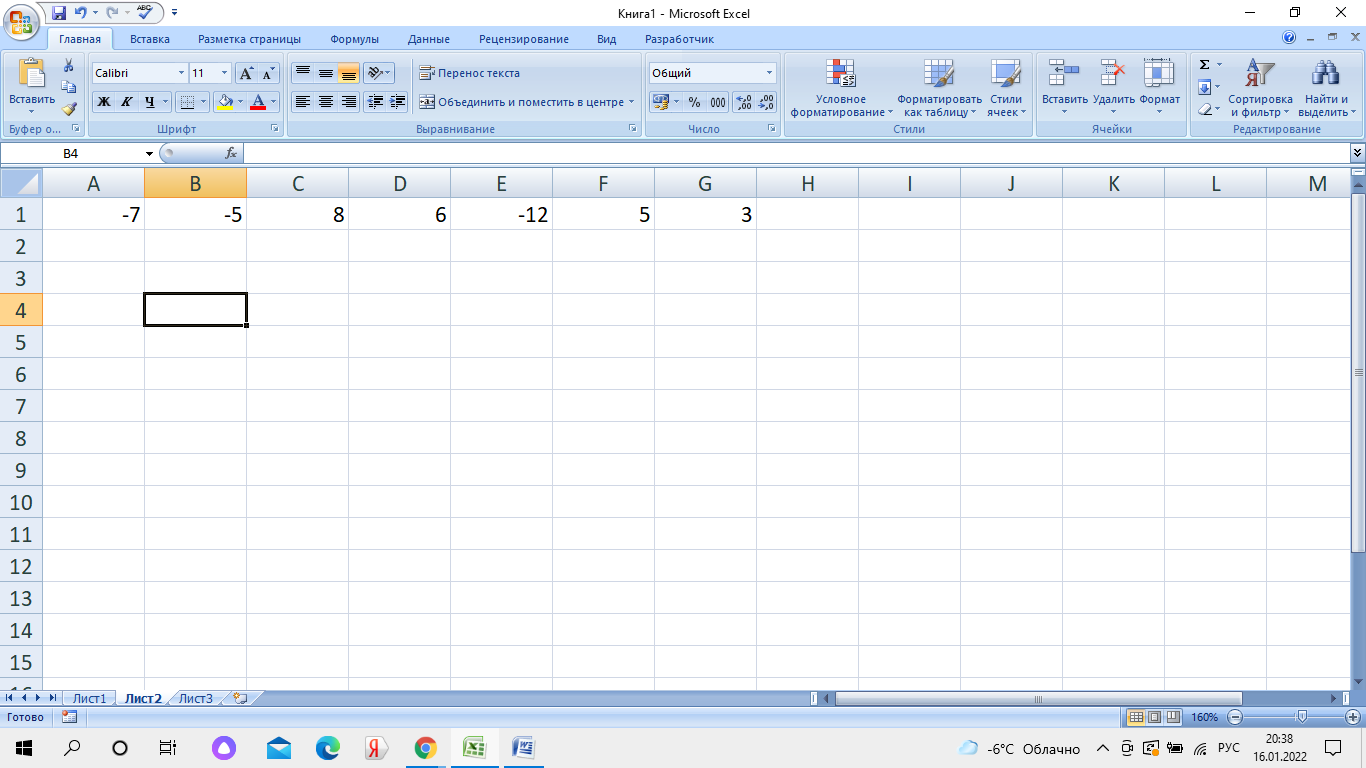 ABC
Книга1 - Microsoft Excel
Главная Вставка Разметка страницы Формулы Данные Рецензирование Вид Разработчик
Calibri 11 Перенос текста Общий
Вставить Ж К Ч А Объединить и поместить в центре % 000 Условное форматирование Форматировать как таблицу Стили ячеек Вставить Удалить Формат Σ Сортировка и фильтр Найти и выделить
Буфер о... Шрифт Выравнивание Число Стили Ячейки Редактирование
B4 fx
A B C D E F G H I J K L M
1 -7 -5 8 6 -12 5 3
2
3
4
5
6
7
8
9
10
11
12
13
14
15
16
Лист1 Лист2 Лист3
Готово 160%
-6°C Облачно РУС 20:38
16.01.2022